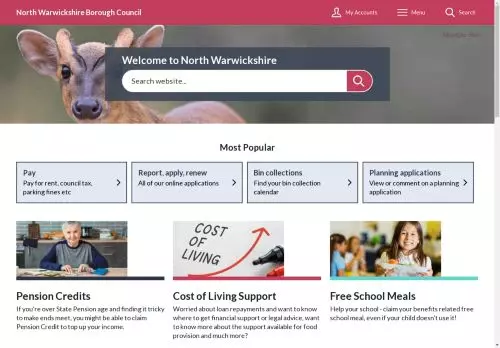 North Warwickshire Borough Council
My Accounts
Menu
Search
Welcome to North Warwickshire
Search website...
Most Popular
Pay
Pay for rent, council tax,
parking fines etc
Report, apply, renew
All of our online applications
Bin collections
Find your bin collection
calendar
Planning applications
View or comment on a planning
application
COST
OF
LIVING
Pension Credits
If you're over State Pension age and finding it tricky
to make ends meet, you might be able to claim
Pension Credit to top up your income.
Cost of Living Support
Worried about loan repayments and want to know
where to get financial support or legal advice, want
to know more about the support available for food
provision and much more?
Free School Meals
Help your school - claim your benefits related free
school meal, even if your child doesn't use it!